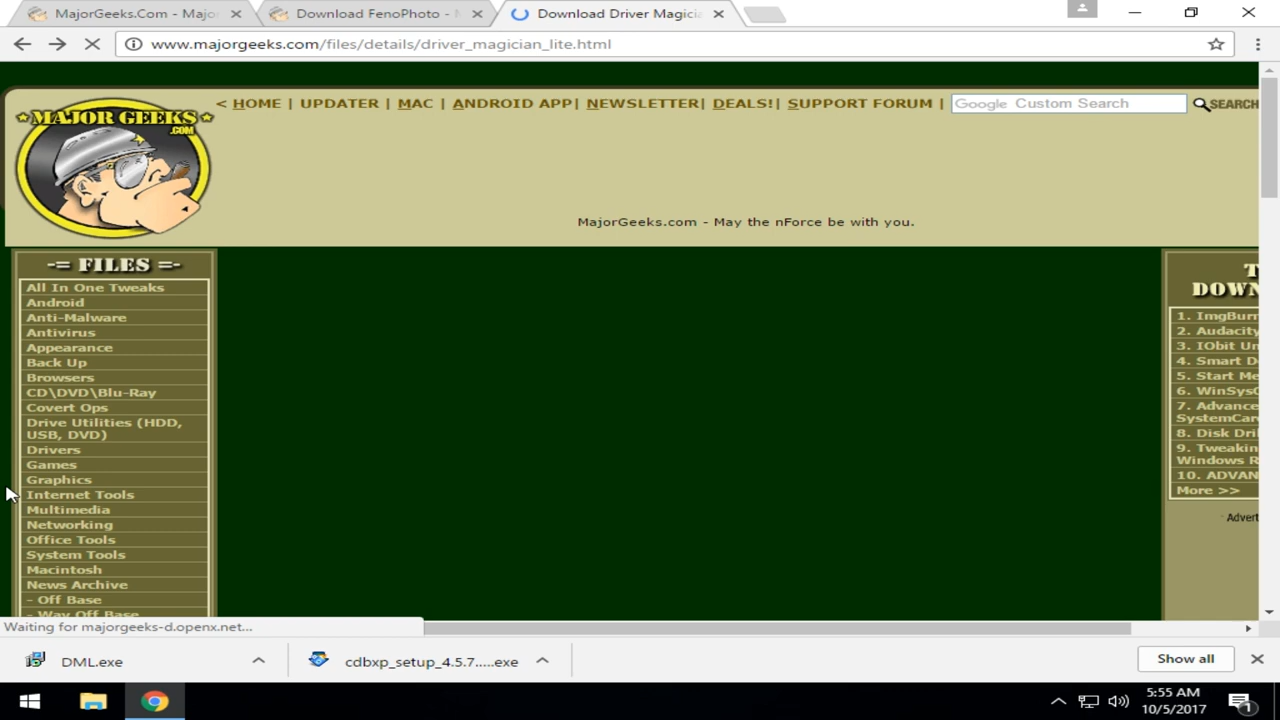 MajorGeeks.Com - Major
Download FenoPhoto -
Download Driver Magicia
www.majorgeeks.com/files/details/driver_magician_lite.html
< HOME | UPDATER | MAC | ANDROID APP| NEWSLETTER| DEALS!| SUPPORT FORUM |
Google Custom Search
SEARCH
MAJOR GEEKS
.COM
MajorGeeks.com - May the nForce be with you.
-= FILES =-
All In One Tweaks
Android
Anti-Malware
Antivirus
Appearance
Back Up
Browsers
CD\DVD\Blu-Ray
Covert Ops
Drive Utilities (HDD,
USB, DVD)
Drivers
Games
Graphics
Internet Tools
Multimedia
Networking
Office Tools
System Tools
Macintosh
News Archive
- Off Base
- Way Off Base
T
DOWN
1. ImgBurn
2. Audacity
3. IObit Un
4. Smart D
5. Start Me
6. WinSysC
7. Advance
SystemCar
8. Disk Dril
9. Tweakin
Windows R
10. ADVAN
More >>
Advert
Waiting for majorgeeks-d.openx.net...
DML.exe
cdbxp_setup_4.5.7.....exe
Show all
5:55 AM
10/5/2017
1